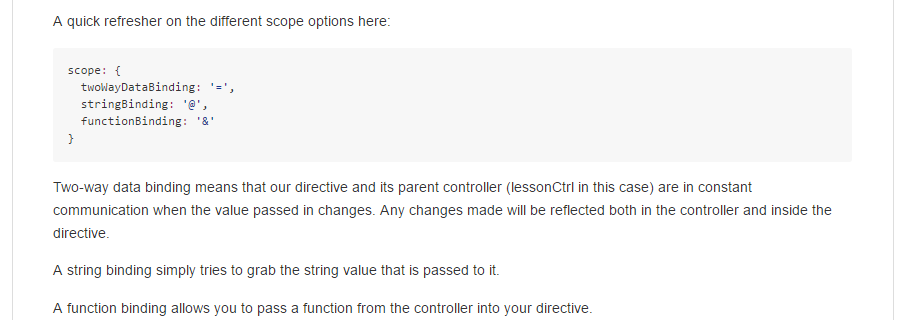 A quick refresher on the different scope options here:
scope: {
  twoWayDataBinding: '=',
  stringBinding: '@',
  functionBinding: '&'
}
Two-way data binding means that our directive and its parent controller (lessonCtrl in this case) are in constant
communication when the value passed in changes. Any changes made will be reflected both in the controller and inside the
directive.
A string binding simply tries to grab the string value that is passed to it.
A function binding allows you to pass a function from the controller into your directive.